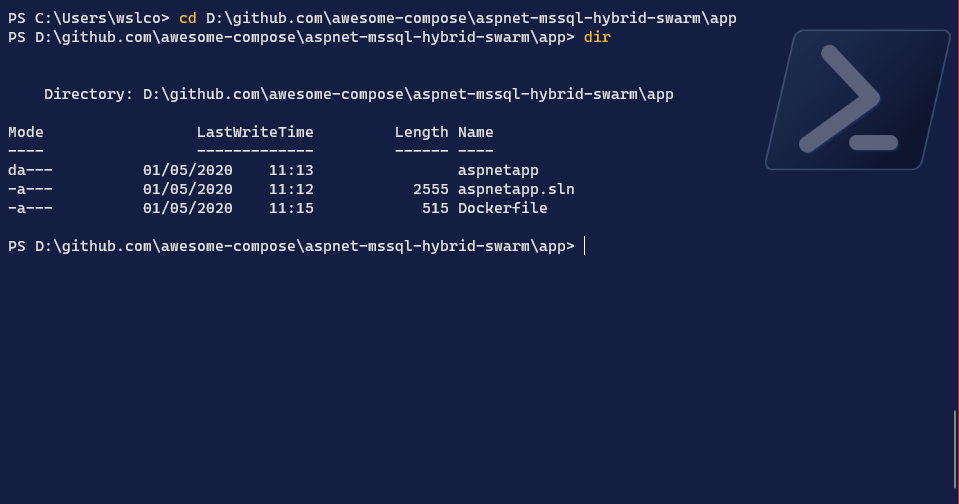 PS C:\Users\wslco> cd D:\github.com\awesome-compose\aspnet-mssql-hybrid-swarm\app
PS D:\github.com\awesome-compose\aspnet-mssql-hybrid-swarm\app> dir
Directory: D:\github.com\awesome-compose\aspnet-mssql-hybrid-swarm\app
Mode                 LastWriteTime         Length Name
----                 -------------         ------ ----
da---          01/05/2020    11:13                aspnetapp
-a---          01/05/2020    11:12           2555 aspnetapp.sln
-a---          01/05/2020    11:15            515 Dockerfile
PS D:\github.com\awesome-compose\aspnet-mssql-hybrid-swarm\app>